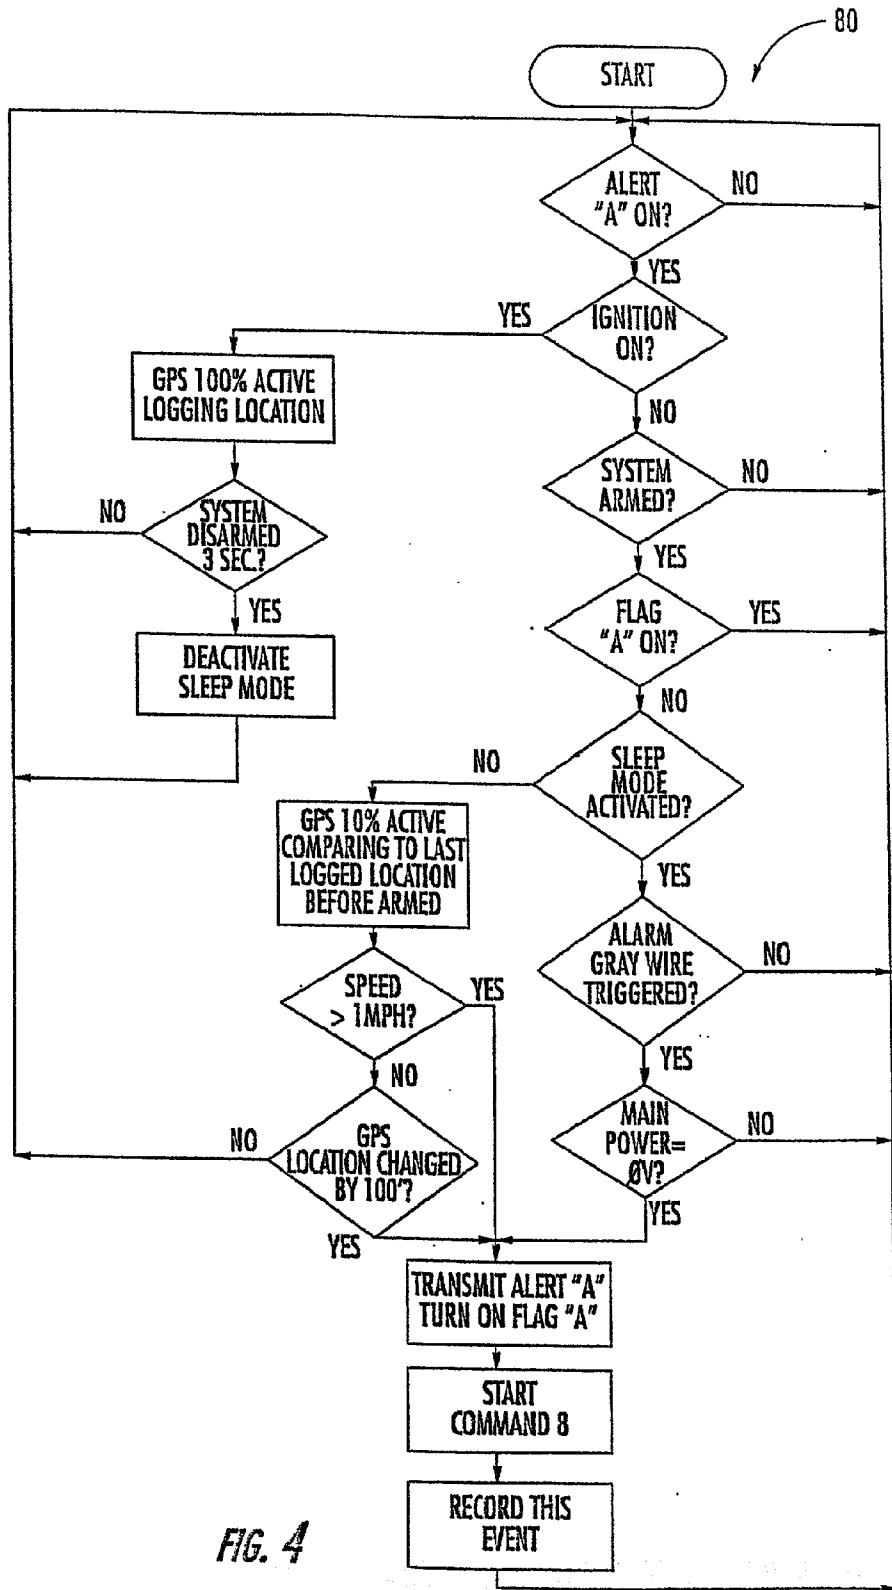 80
START
ALERT
"A" ON?
NO
YES
IGNITION
ON?
YES
NO
GPS 100% ACTIVE
LOGGING LOCATION
SYSTEM
ARMED?
NO
YES
SYSTEM
DISARMED
3 SEC.?
NO
YES
FLAG
"A" ON?
YES
NO
DEACTIVATE
SLEEP MODE
SLEEP
MODE
ACTIVATED?
NO
YES
GPS 10% ACTIVE
COMPARING TO LAST
LOGGED LOCATION
BEFORE ARMED
ALARM
GRAY WIRE
TRIGGERED?
NO
YES
SPEED
> 1MPH?
YES
NO
MAIN
POWER=
ØV?
NO
YES
GPS
LOCATION CHANGED
BY 100'?
NO
YES
TRANSMIT ALERT "A"
TURN ON FLAG "A"
START
COMMAND 8
RECORD THIS
EVENT
FIG. 4